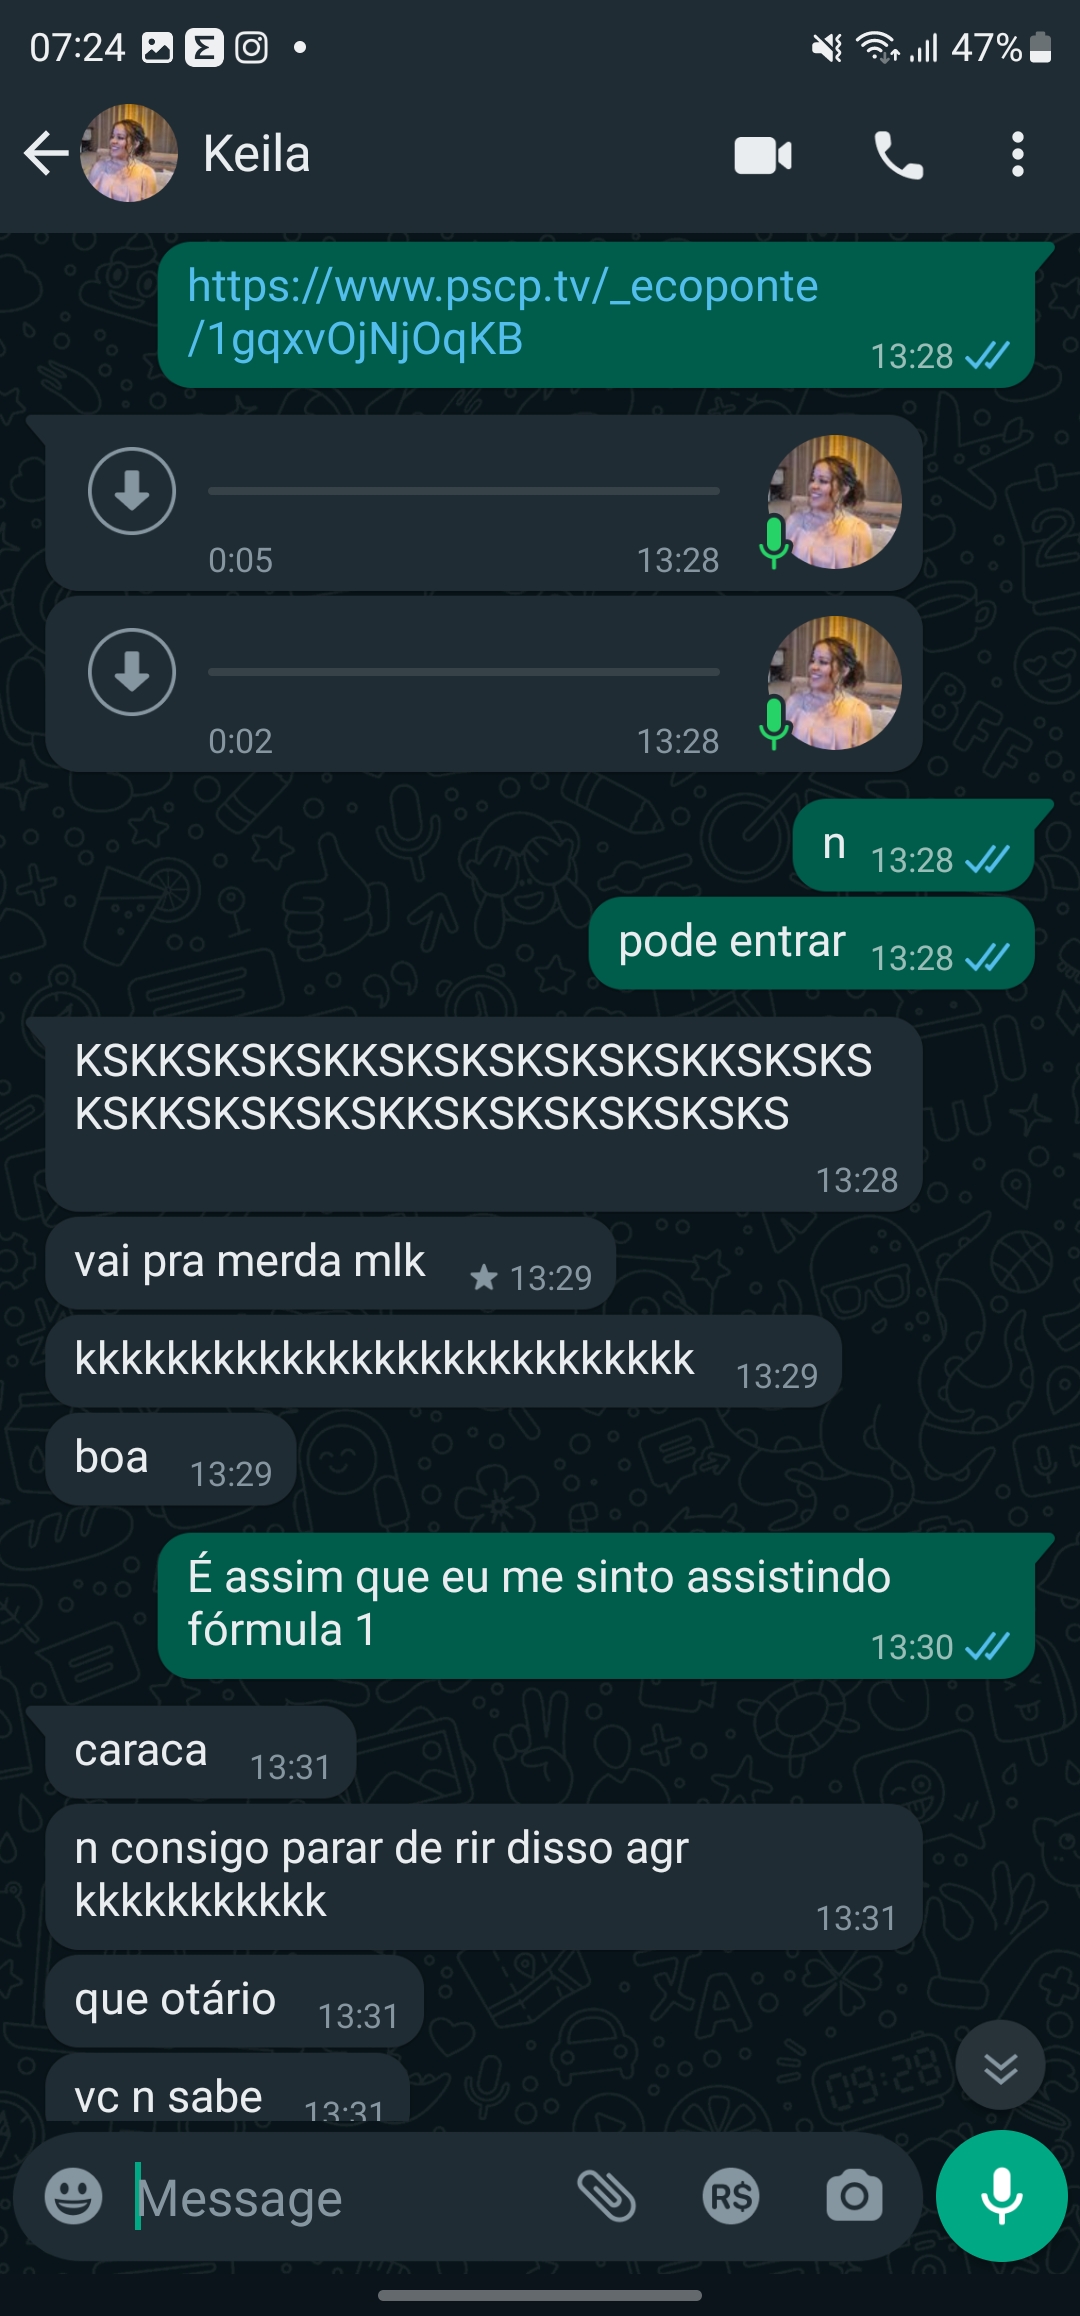 07:24
47%
Keila
https://www.pscp.tv/_ecoponte
/1gqxvOjNjOqKB
13:28
0:05 13:28
0:02 13:28
n 13:28
pode entrar 13:28
KSKKSKSKSKKSKSKSKSKSKSKKSKSKS
KSKKSKSKSKSKKSKSKSKSKSKSKS
13:28
vai pra merda mlk 13:29
kkkkkkkkkkkkkkkkkkkkkkkkkkk 13:29
boa 13:29
É assim que eu me sinto assistindo
fórmula 1
13:30
caraca 13:31
n consigo parar de rir disso agr
kkkkkkkkkkk
13:31
que otário 13:31
vc n sabe 13:31
Message
R$